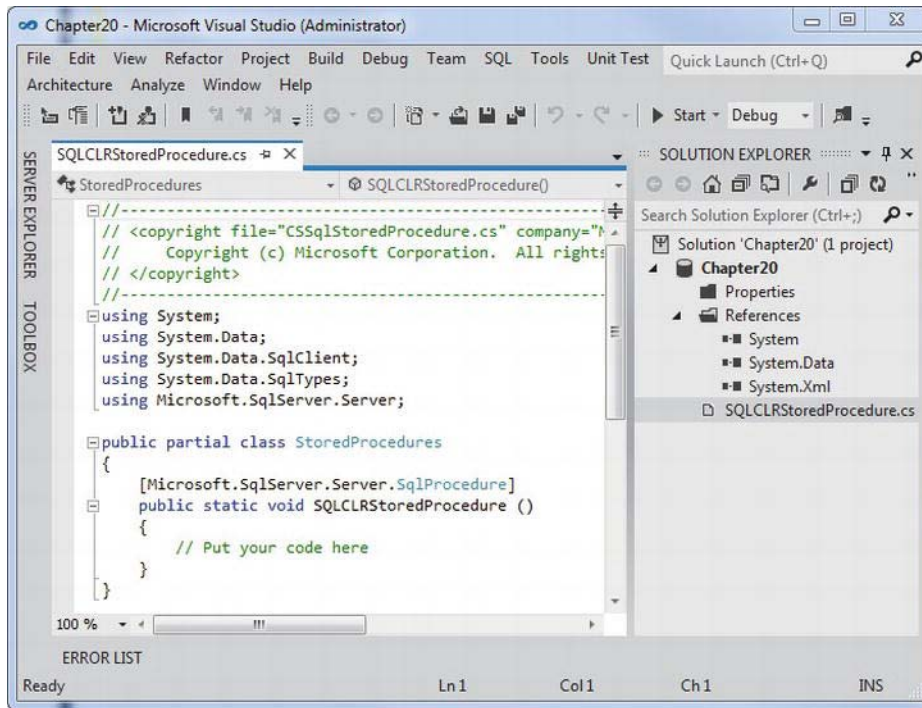 Chapter20 - Microsoft Visual Studio (Administrator)
File Edit View Refactor Project Build Debug Team SQL Tools Unit Test Quick Launch (Ctrl+Q)
Architecture Analyze Window Help
Start Debug
SERVER EXPLORER
TOOLBOX
SQLCLRStoredProcedure.cs
StoredProcedures
SQLCLRStoredProcedure()
//-------------------------------------------------------
// <copyright file="CSSqlStoredProcedure.cs" company="M
//     Copyright (c) Microsoft Corporation.  All rights
// </copyright>
//-------------------------------------------------------
using System;
using System.Data;
using System.Data.SqlClient;
using System.Data.SqlTypes;
using Microsoft.SqlServer.Server;
public partial class StoredProcedures
{
    [Microsoft.SqlServer.Server.SqlProcedure]
    public static void SQLCLRStoredProcedure ()
    {
        // Put your code here
    }
}
100 %
SOLUTION EXPLORER
Search Solution Explorer (Ctrl+;)
Solution 'Chapter20' (1 project)
Chapter20
Properties
References
System
System.Data
System.Xml
SQLCLRStoredProcedure.cs
ERROR LIST
Ready Ln 1 Col 1 Ch 1 INS